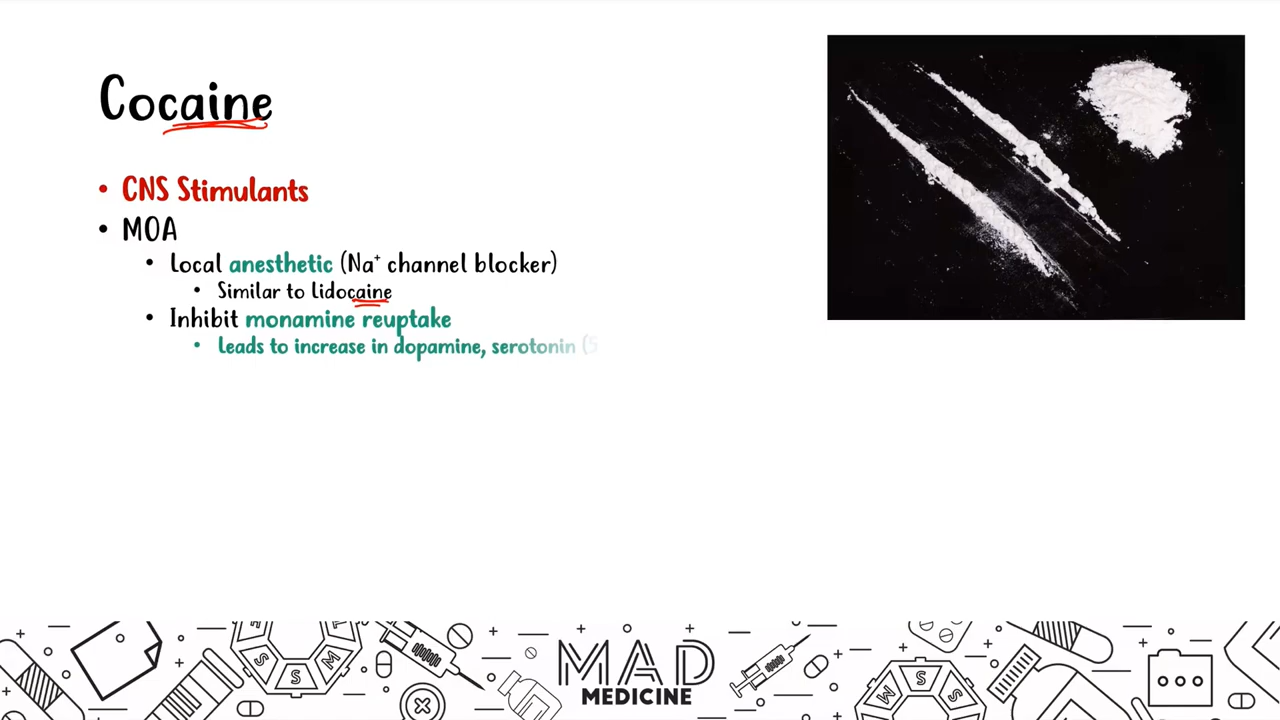 Cocaine
• CNS Stimulants
• MOA
• Local anesthetic (Na⁺ channel blocker)
• Similar to Lidocaine
• Inhibit monamine reuptake
• Leads to increase in dopamine, serotonin (5
S
S
M
MAD
MEDICINE
M
S
S